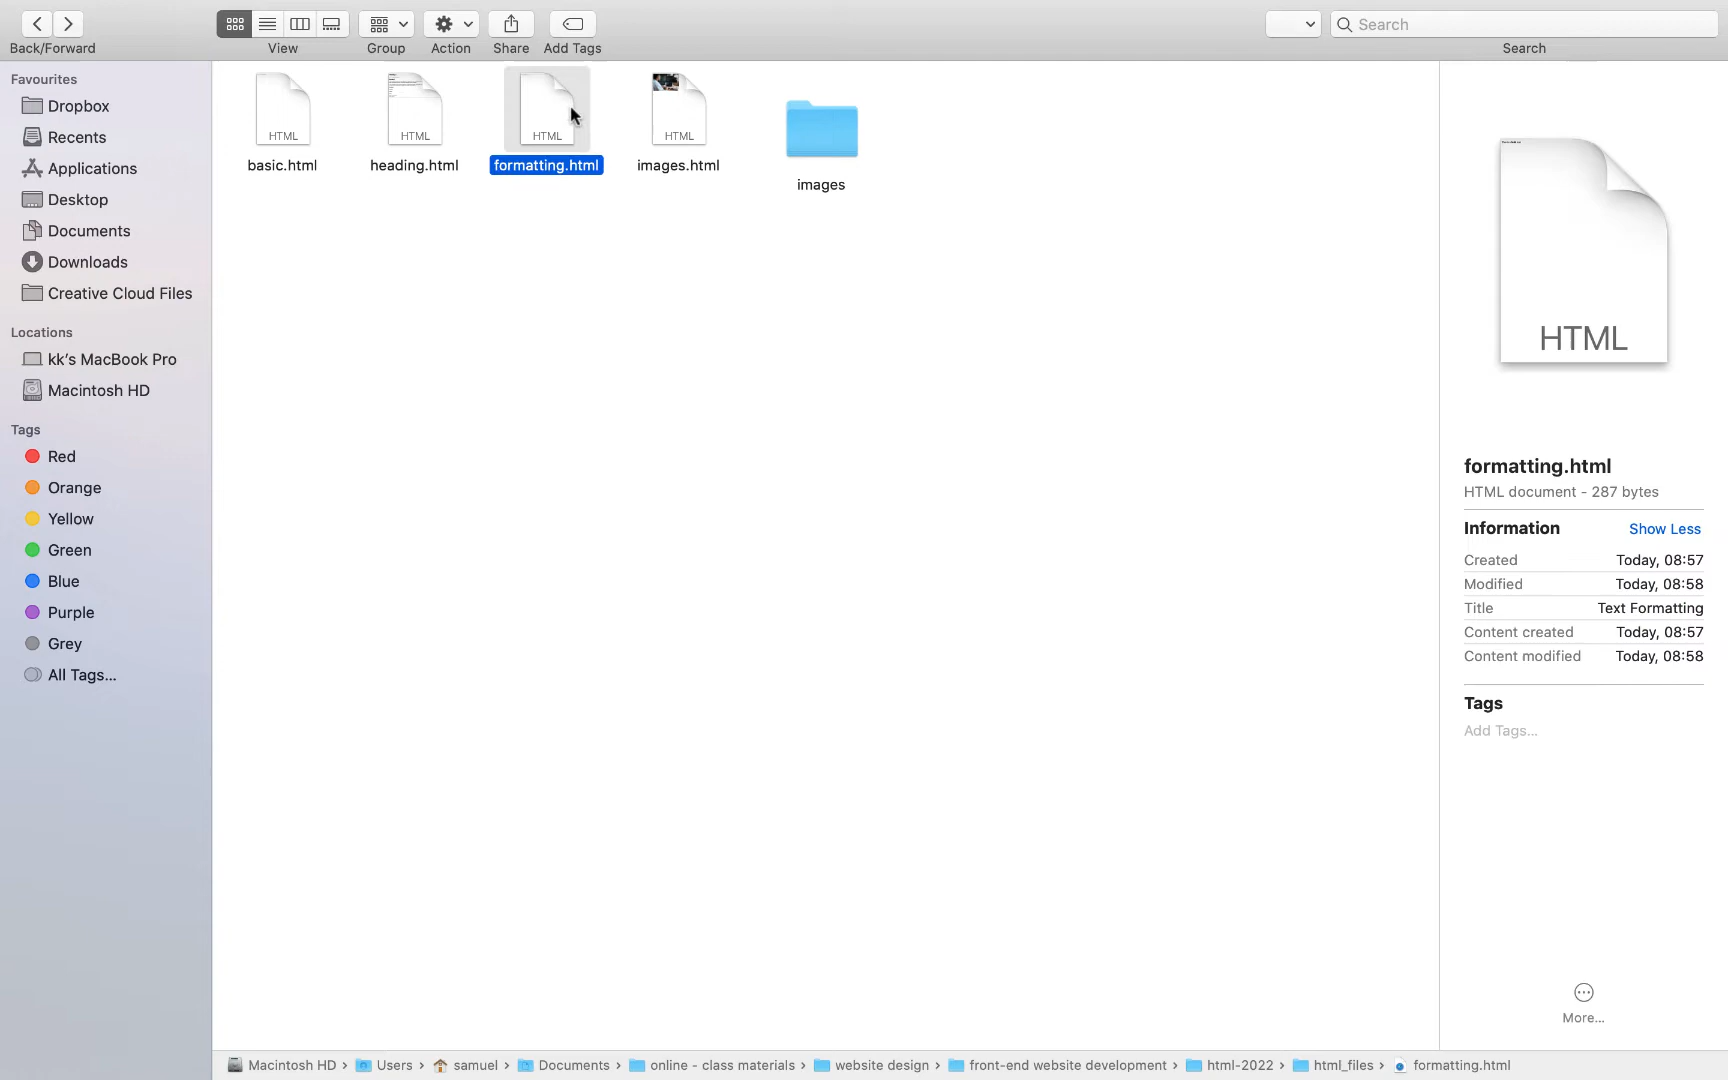 Back/Forward
View
Group
Action
Share
Add Tags
Search
Search
Favourites
Dropbox
Recents
Applications
Desktop
Documents
Downloads
Creative Cloud Files
Locations
kk's MacBook Pro
Macintosh HD
Tags
Red
Orange
Yellow
Green
Blue
Purple
Grey
All Tags...
HTML
HTML
HTML
HTML
basic.html
heading.html
formatting.html
images.html
images
HTML
formatting.html
HTML document - 287 bytes
Information Show Less
Created Today, 08:57
Modified Today, 08:58
Title Text Formatting
Content created Today, 08:57
Content modified Today, 08:58
Tags
Add Tags...
More...
Macintosh HD › Users › samuel › Documents › online - class materials › website design › front-end website development › html-2022 › html_files › formatting.html